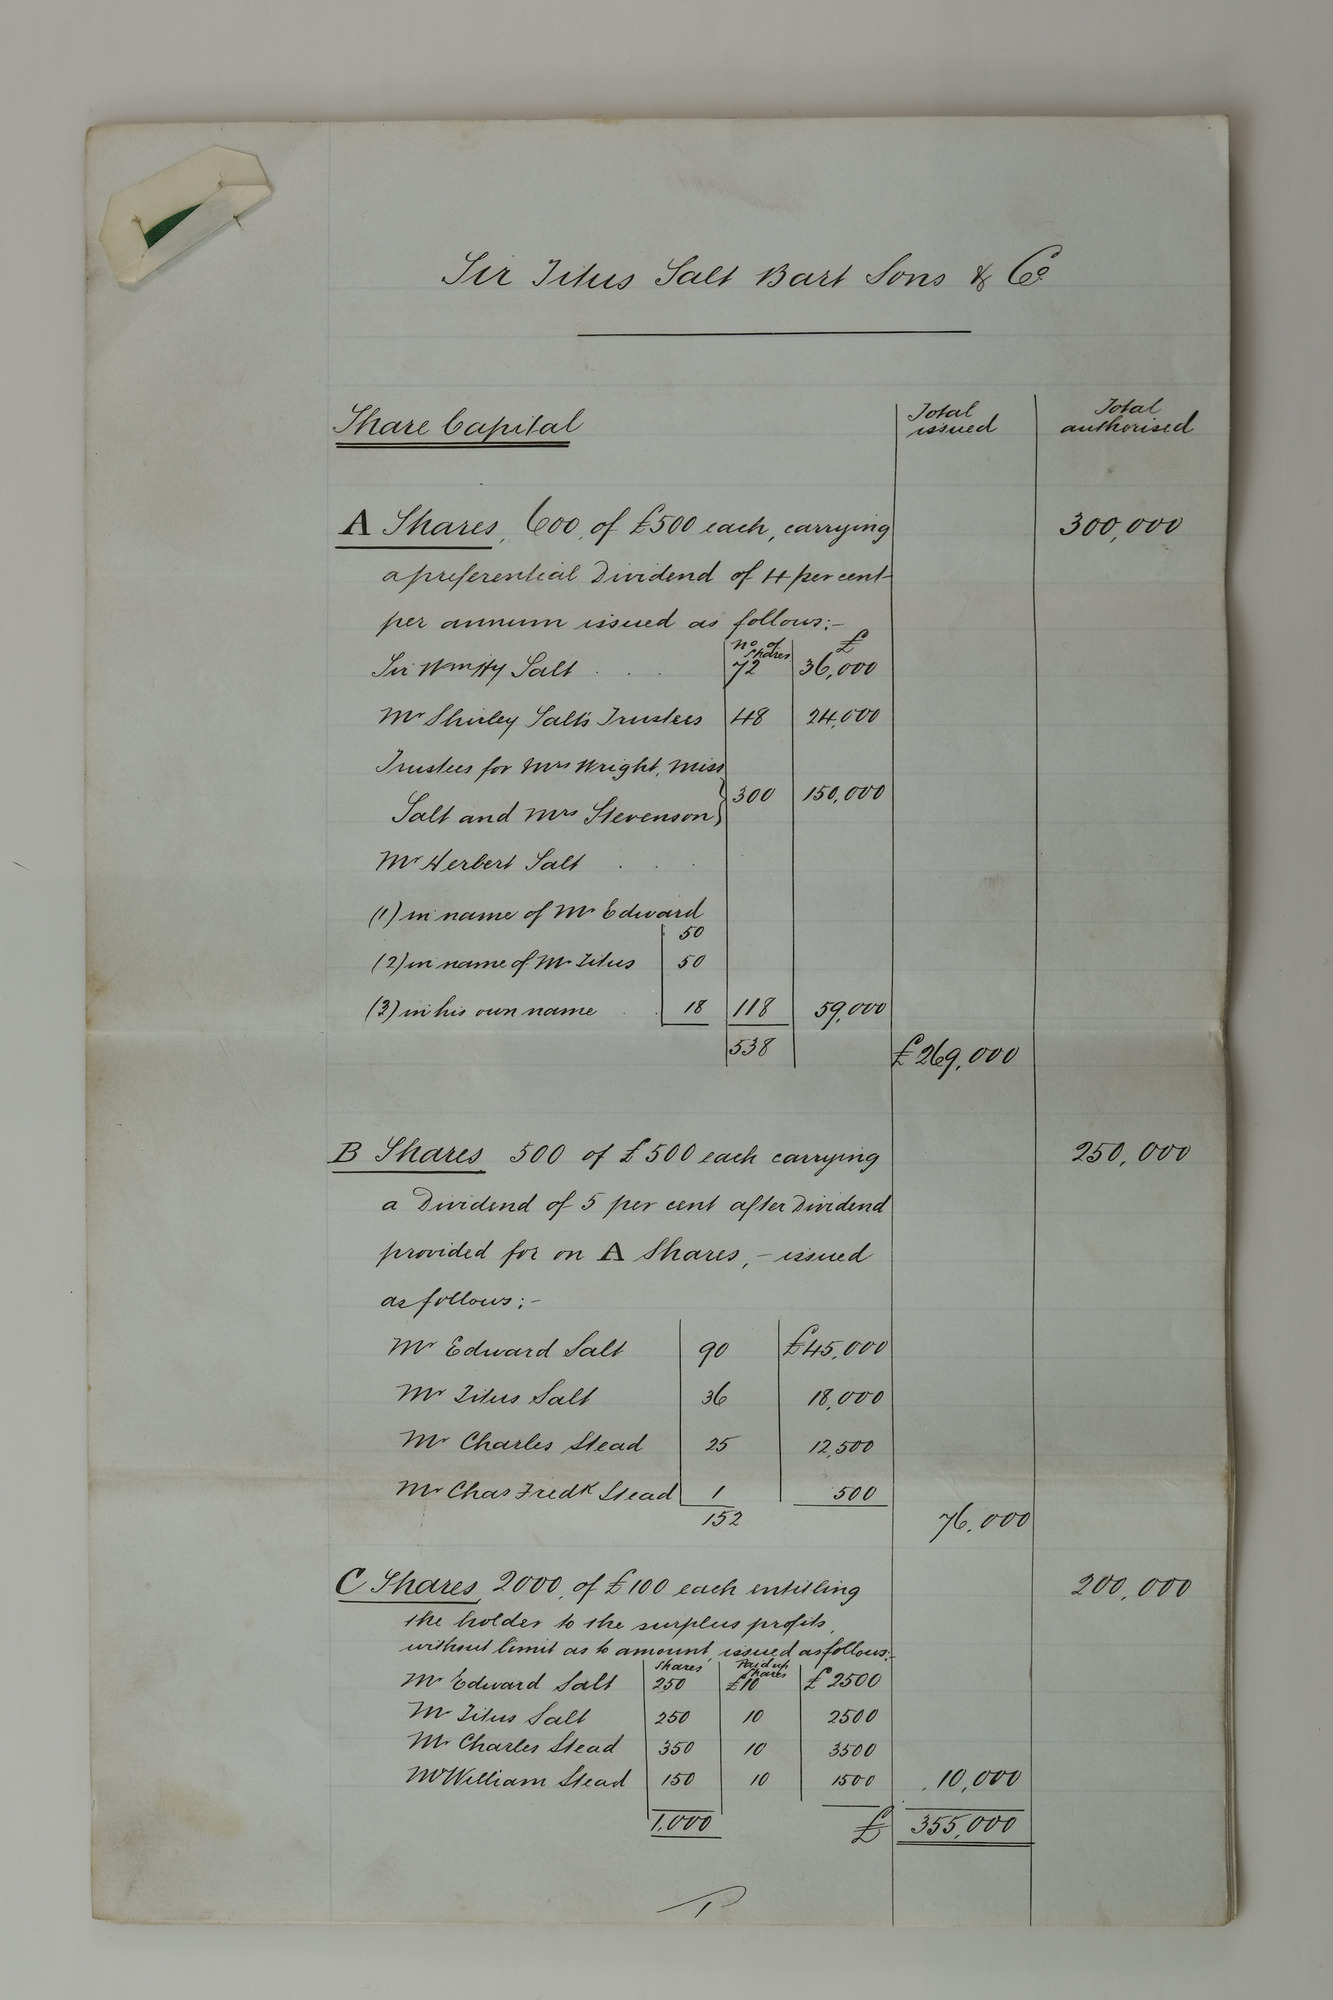 Sir Titus Salt Bart Sons & Co.
Share Capital
Total issued
Total authorised
A Shares, 600, of £500 each, carrying 300,000
a preferential Dividend of 4 per cent
per annum issued as follows:-
No. of Shares £
Sir Wm Hy Salt . . . 72 36,000
Mr Shirley Salt's Trustees 48 24,000
Trustees for Mrs Wright, Miss
Salt and Mrs Stevenson } 300 150,000
Mr Herbert Salt . . .
(1) in name of Mr Edward
50
(2) in name of Mr Titus 50
(3) in his own name . . 18 118 59,000
538 £269,000
B Shares 500 of £500 each carrying 250,000
a Dividend of 5 per cent after Dividend
provided for on A Shares, - issued
as follows:-
Mr Edward Salt 90 £45,000
Mr Titus Salt 36 18,000
Mr Charles Stead 25 12,500
Mr Chas Fredk Stead 1 500
152 76,000
C Shares, 2000, of £100 each entitling 200,000
the holder to the surplus profits,
without limit as to amount, issued as follows:-
Shares Paid up Shares
Mr Edward Salt 250 £10 £2500
Mr Titus Salt 250 10 2500
Mr Charles Stead 350 10 3500
Mr William Stead 150 10 1500 10,000
1,000 £ 355,000
1